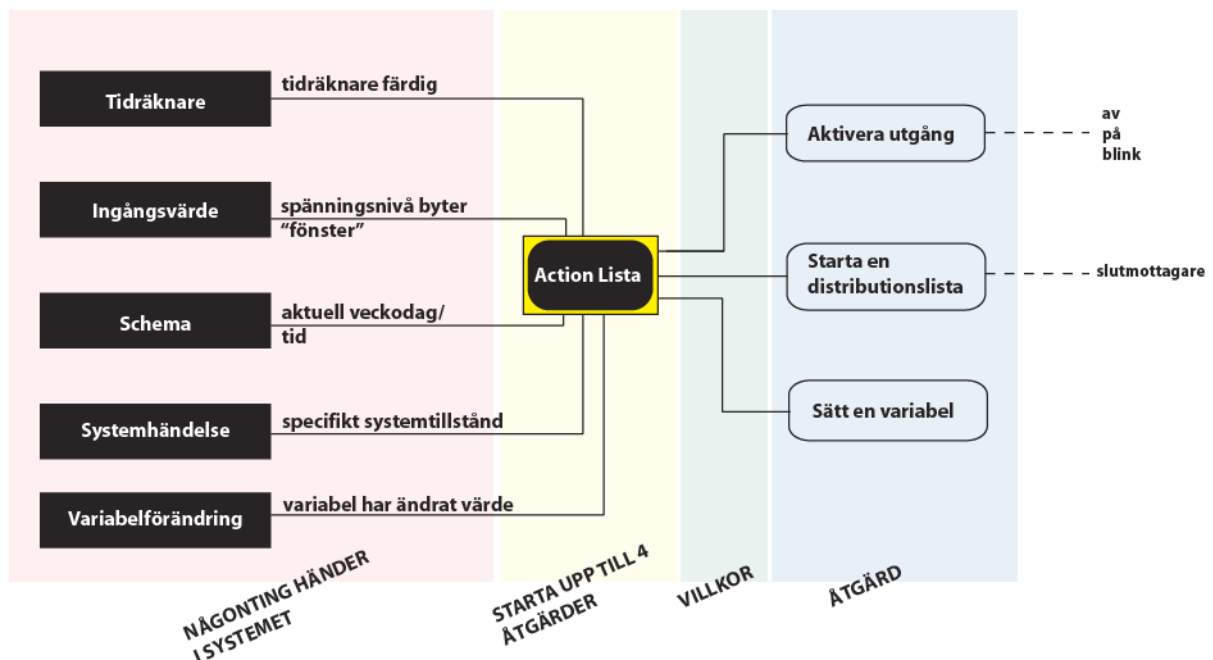 Tidräknare
tidräknare färdig
Ingångsvärde
spänningsnivå byter
“fönster”
Schema
aktuell veckodag/
tid
Systemhändelse
specifikt systemtillstånd
Variabelförändring
variabel har ändrat värde
Action Lista
Aktivera utgång
av
på
blink
Starta en
distributionslista
slutmottagare
Sätt en variabel
NÅGONTING HÄNDER
I SYSTEMET
STARTA UPP TILL 4
ÅTGÄRDER
VILLKOR
ÅTGÄRD